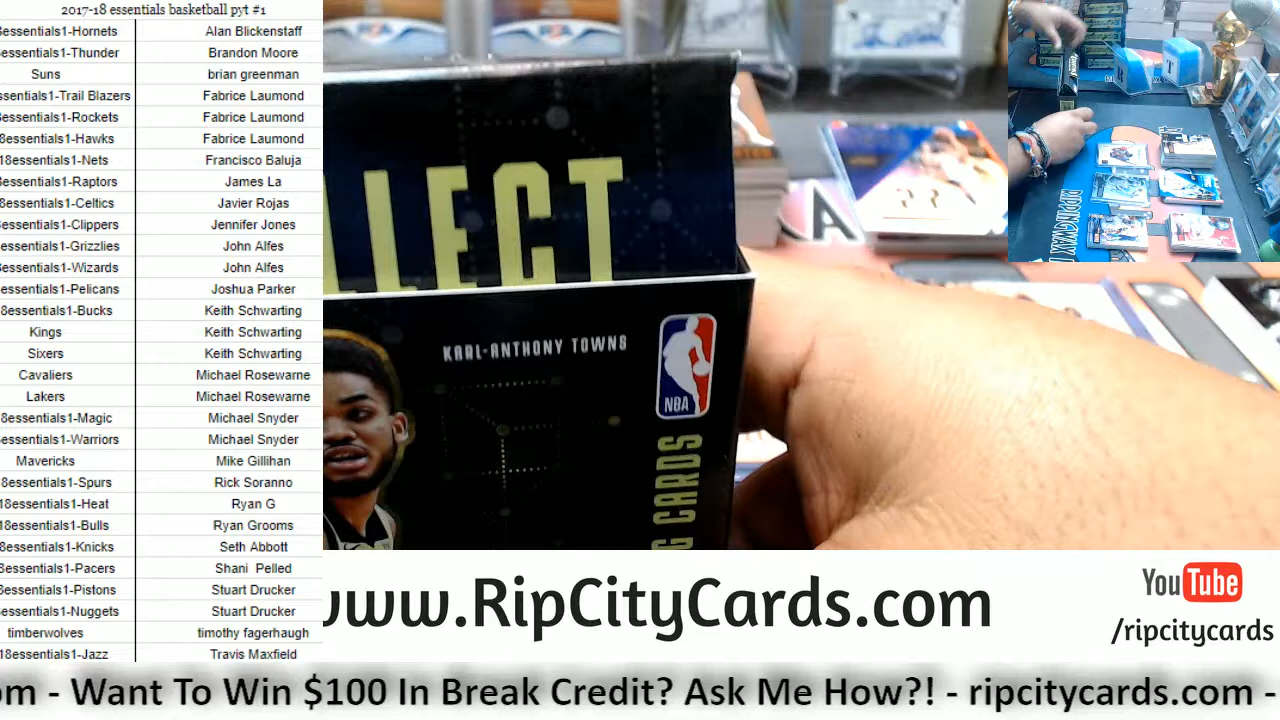 2017-18 essentials basketball pyt #1
8essentials1-Hornets Alan Blickenstaff
essentials1-Thunder Brandon Moore
Suns brian greenman
ssentials1-Trail Blazers Fabrice Laumond
essentials1-Rockets Fabrice Laumond
8essentials1-Hawks Fabrice Laumond
18essentials1-Nets Francisco Baluja
8essentials1-Raptors James La
8essentials1-Celtics Javier Rojas
essentials1-Clippers Jennifer Jones
essentials1-Grizzlies John Alfes
essentials1-Wizards John Alfes
essentials1-Pelicans Joshua Parker
8essentials1-Bucks Keith Schwarting
Kings Keith Schwarting
Sixers Keith Schwarting
Cavaliers Michael Rosewarne
Lakers Michael Rosewarne
8essentials1-Magic Michael Snyder
essentials1-Warriors Michael Snyder
Mavericks Mike Gillihan
8essentials1-Spurs Rick Soranno
18essentials1-Heat Ryan G
18essentials1-Bulls Ryan Grooms
8essentials1-Knicks Seth Abbott
8essentials1-Pacers Shani Pelled
8essentials1-Pistons Stuart Drucker
essentials1-Nuggets Stuart Drucker
timberwolves timothy fagerhaugh
18essentials1-Jazz Travis Maxfield
LLECT
KARL-ANTHONY TOWNS
NBA
G CARDS
www.RipCityCards.com
YouTube
/ripcitycards
om - Want To Win $100 In Break Credit? Ask Me How?! - ripcitycards.com -